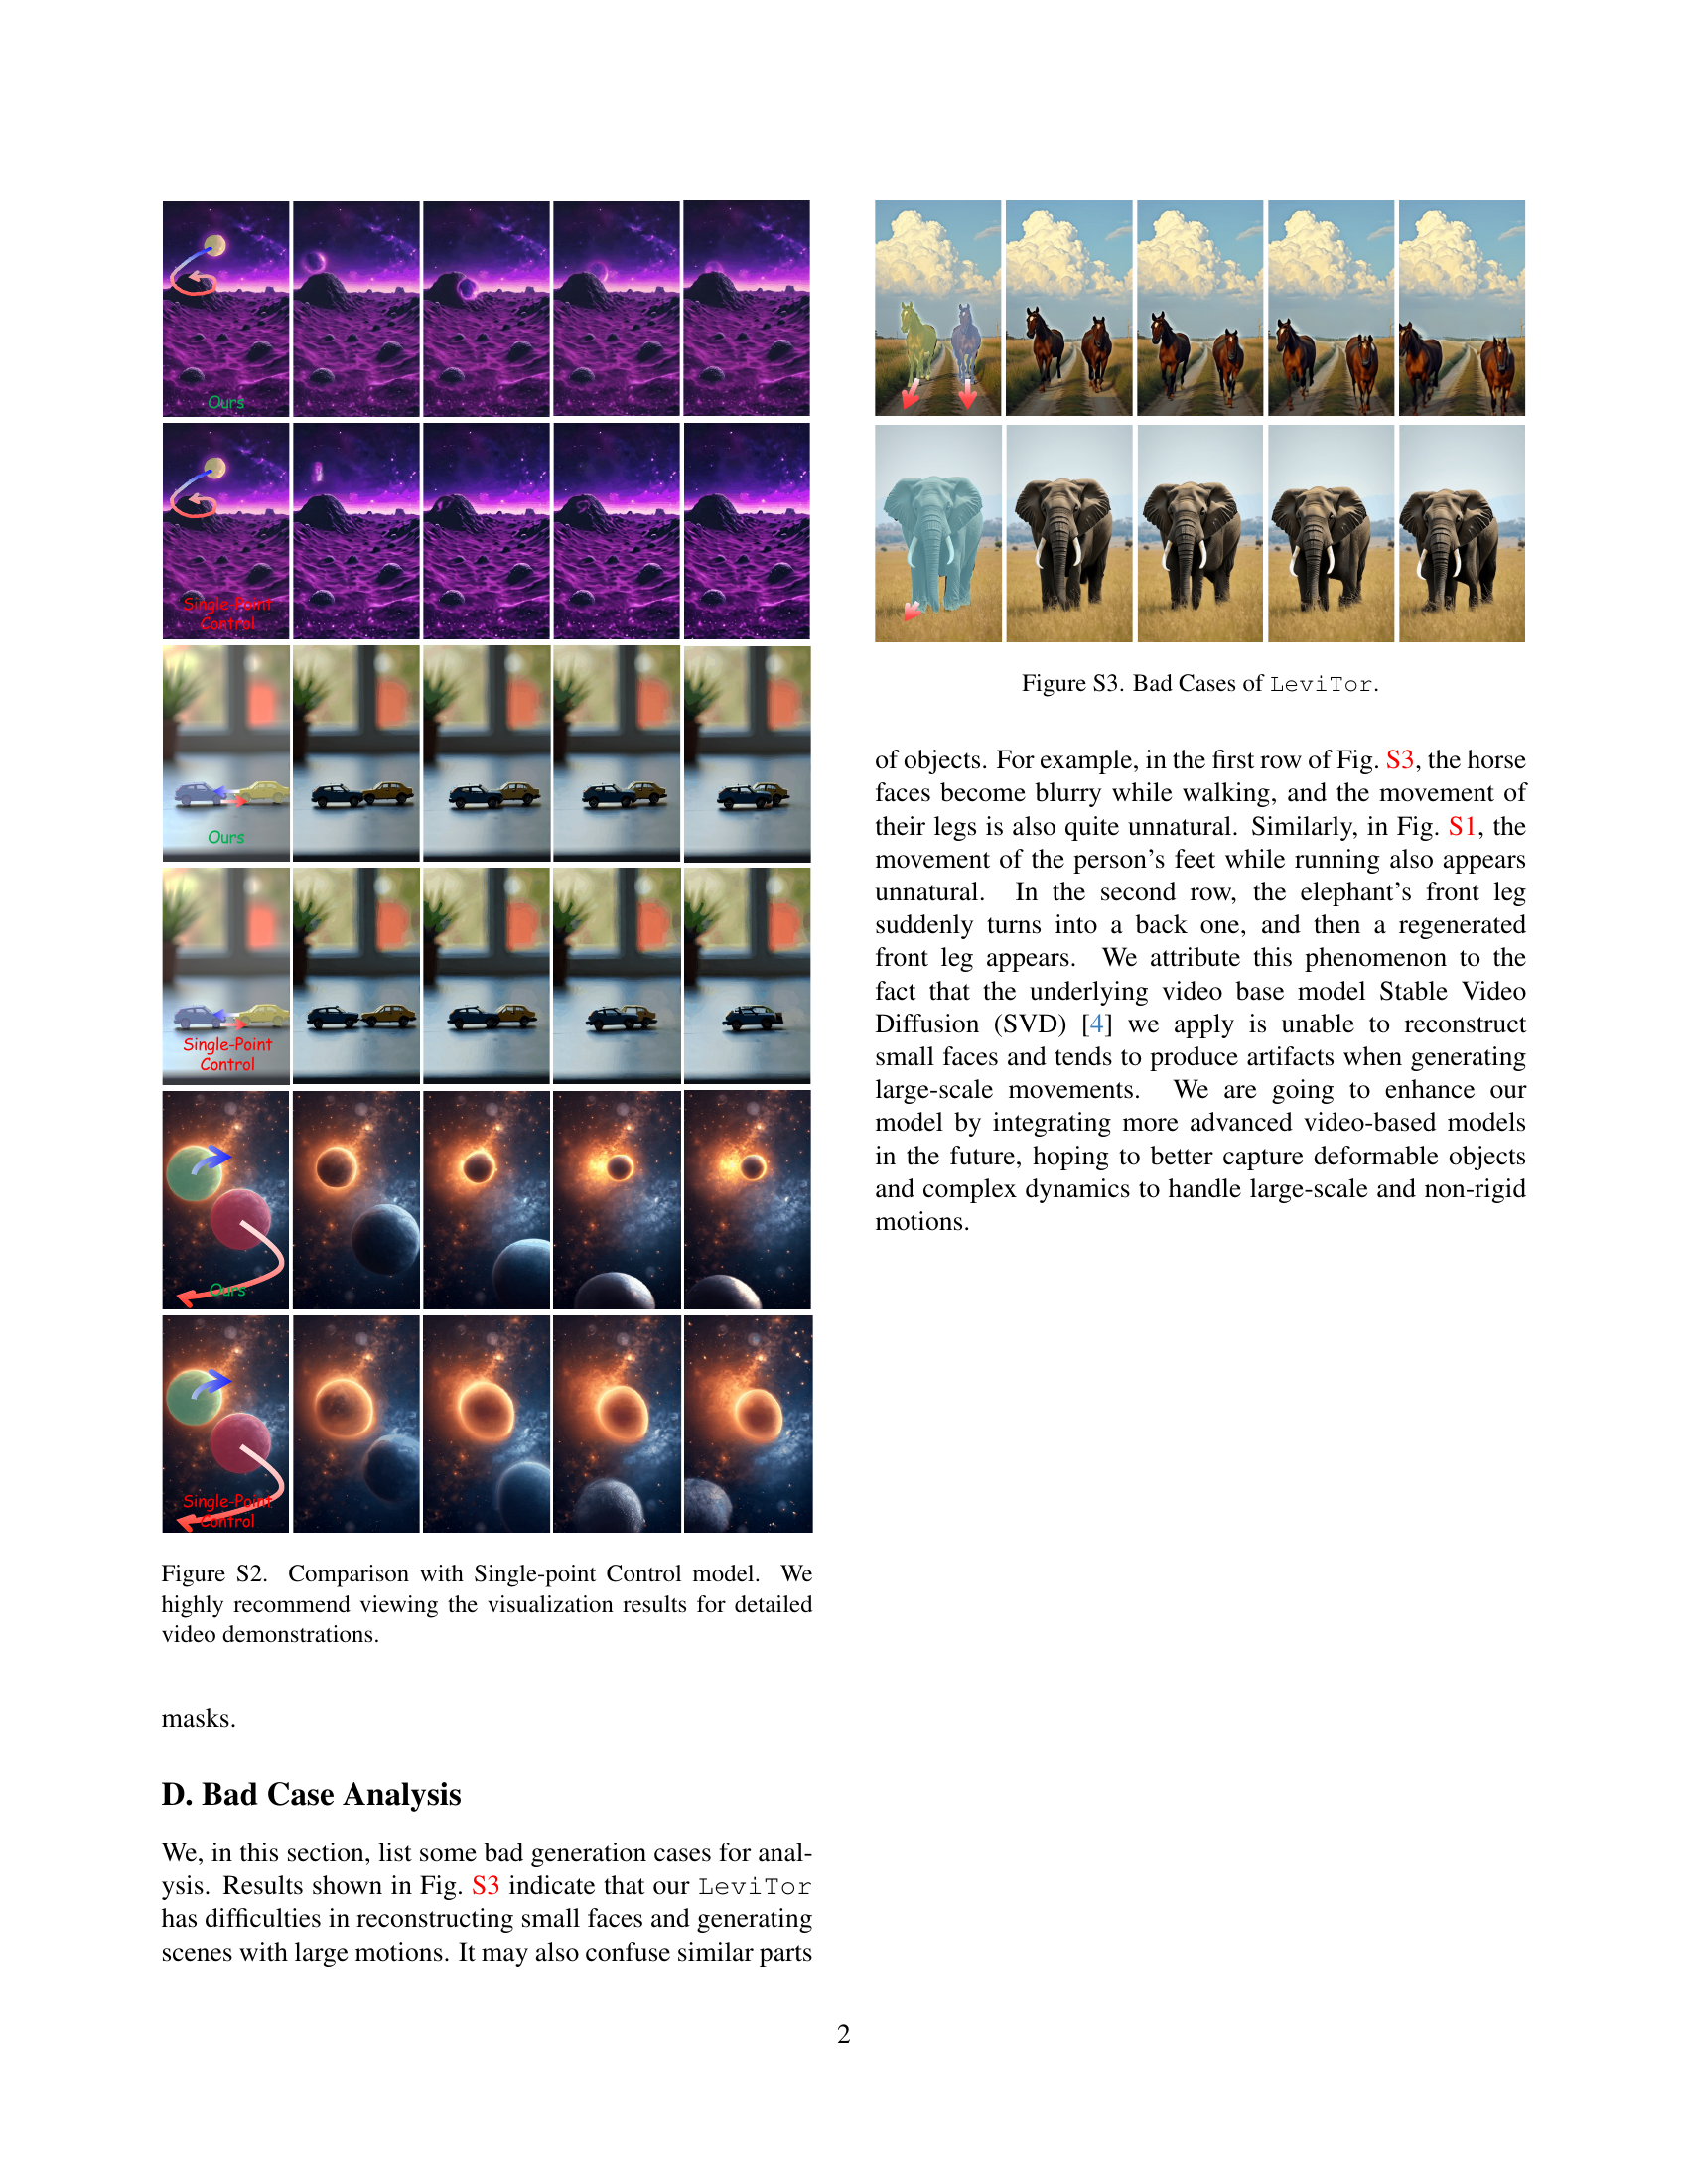 Ours
Single-Point
Control
Ours
Single-Point
Control
Ours
Single-Point
Control
Figure S2. Comparison with Single-point Control model. We
highly recommend viewing the visualization results for detailed
video demonstrations.
masks.
D. Bad Case Analysis
We, in this section, list some bad generation cases for anal-
ysis. Results shown in Fig. S3 indicate that our LeviTor
has difficulties in reconstructing small faces and generating
scenes with large motions. It may also confuse similar parts
Figure S3. Bad Cases of LeviTor.
of objects. For example, in the first row of Fig. S3, the horse
faces become blurry while walking, and the movement of
their legs is also quite unnatural. Similarly, in Fig. S1, the
movement of the person's feet while running also appears
unnatural. In the second row, the elephant's front leg
suddenly turns into a back one, and then a regenerated
front leg appears. We attribute this phenomenon to the
fact that the underlying video base model Stable Video
Diffusion (SVD) [4] we apply is unable to reconstruct
small faces and tends to produce artifacts when generating
large-scale movements. We are going to enhance our
model by integrating more advanced video-based models
in the future, hoping to better capture deformable objects
and complex dynamics to handle large-scale and non-rigid
motions.
2